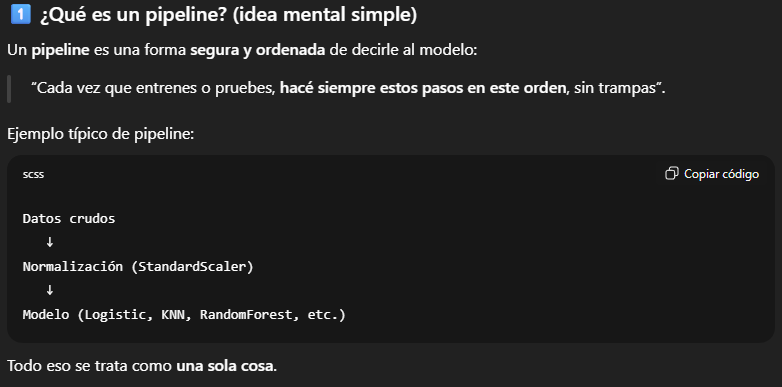 1 ¿Qué es un pipeline? (idea mental simple)
Un pipeline es una forma segura y ordenada de decirle al modelo:
“Cada vez que entrenes o pruebes, hacé siempre estos pasos en este orden, sin trampas”.
Ejemplo típico de pipeline:
scss
Copiar código
Datos crudos
↓
Normalización (StandardScaler)
↓
Modelo (Logistic, KNN, RandomForest, etc.)
Todo eso se trata como una sola cosa.